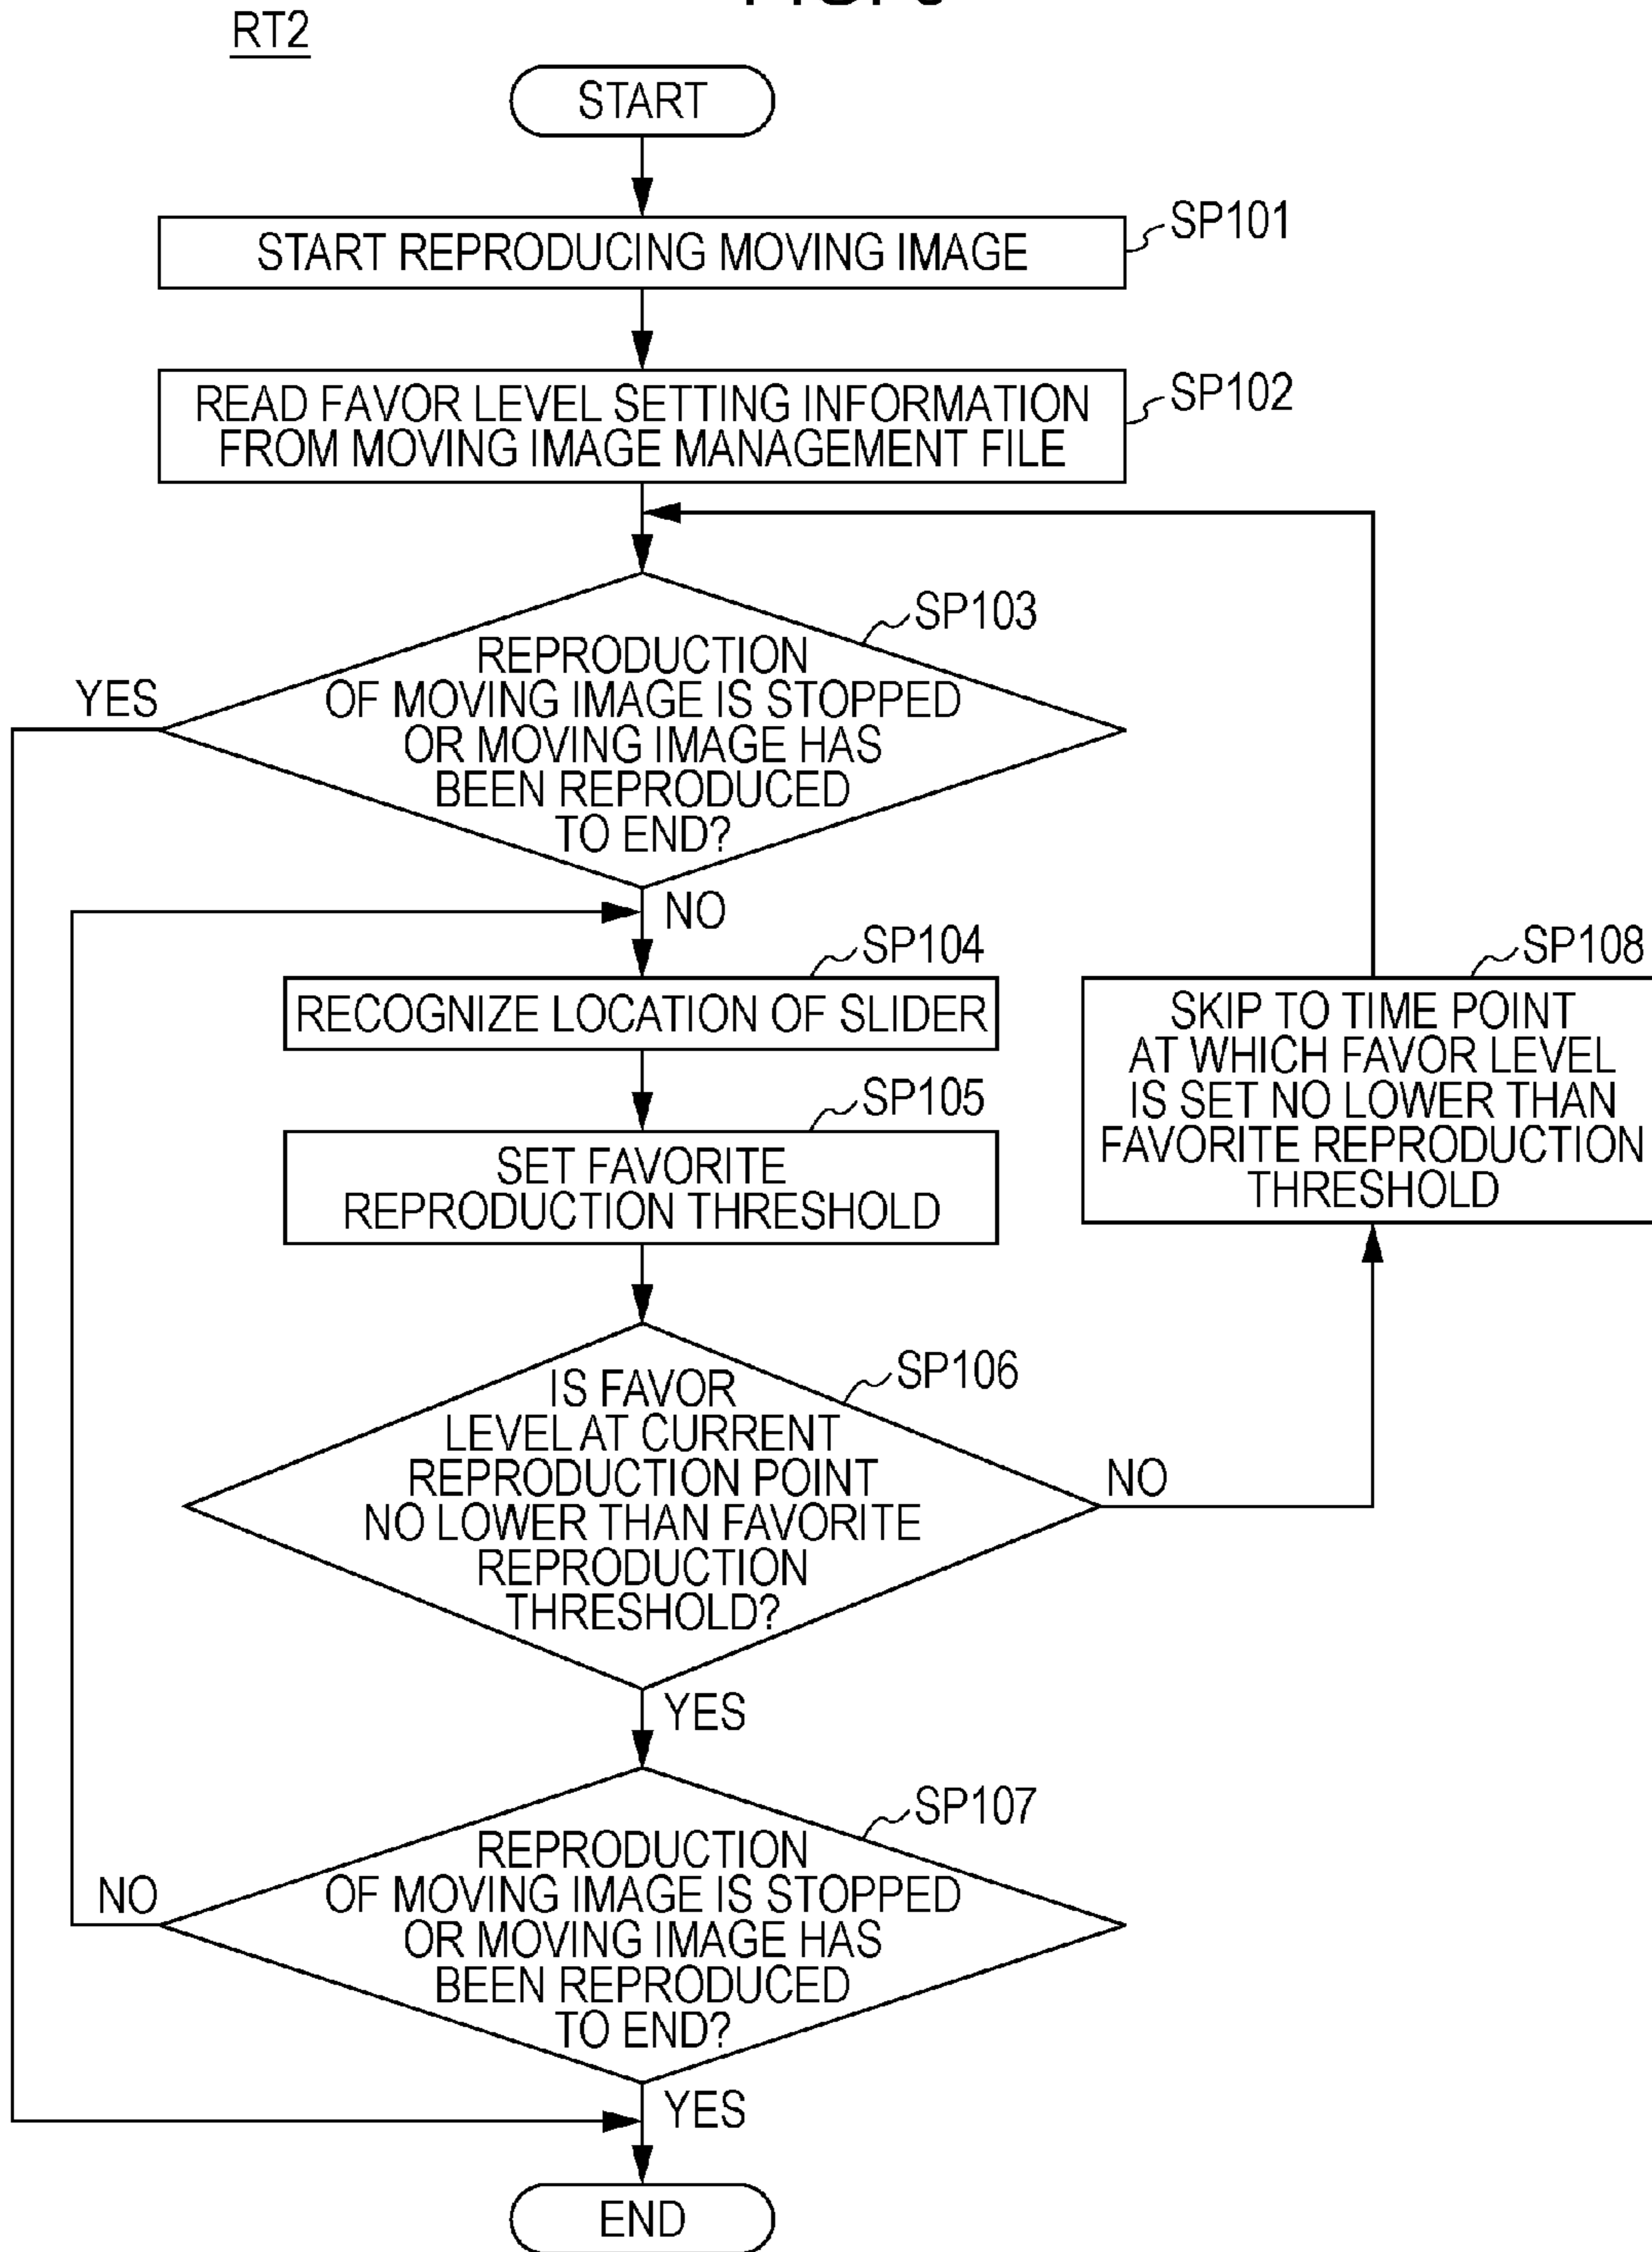 RT2
START
START REPRODUCING MOVING IMAGE
SP101
READ FAVOR LEVEL SETTING INFORMATION
FROM MOVING IMAGE MANAGEMENT FILE
SP102
REPRODUCTION
OF MOVING IMAGE IS STOPPED
OR MOVING IMAGE HAS
BEEN REPRODUCED
TO END?
SP103
YES
NO
RECOGNIZE LOCATION OF SLIDER
SP104
SET FAVORITE
REPRODUCTION THRESHOLD
SP105
SKIP TO TIME POINT
AT WHICH FAVOR LEVEL
IS SET NO LOWER THAN
FAVORITE REPRODUCTION
THRESHOLD
SP108
IS FAVOR
LEVEL AT CURRENT
REPRODUCTION POINT
NO LOWER THAN FAVORITE
REPRODUCTION
THRESHOLD?
SP106
NO
YES
REPRODUCTION
OF MOVING IMAGE IS STOPPED
OR MOVING IMAGE HAS
BEEN REPRODUCED
TO END?
SP107
NO
YES
END